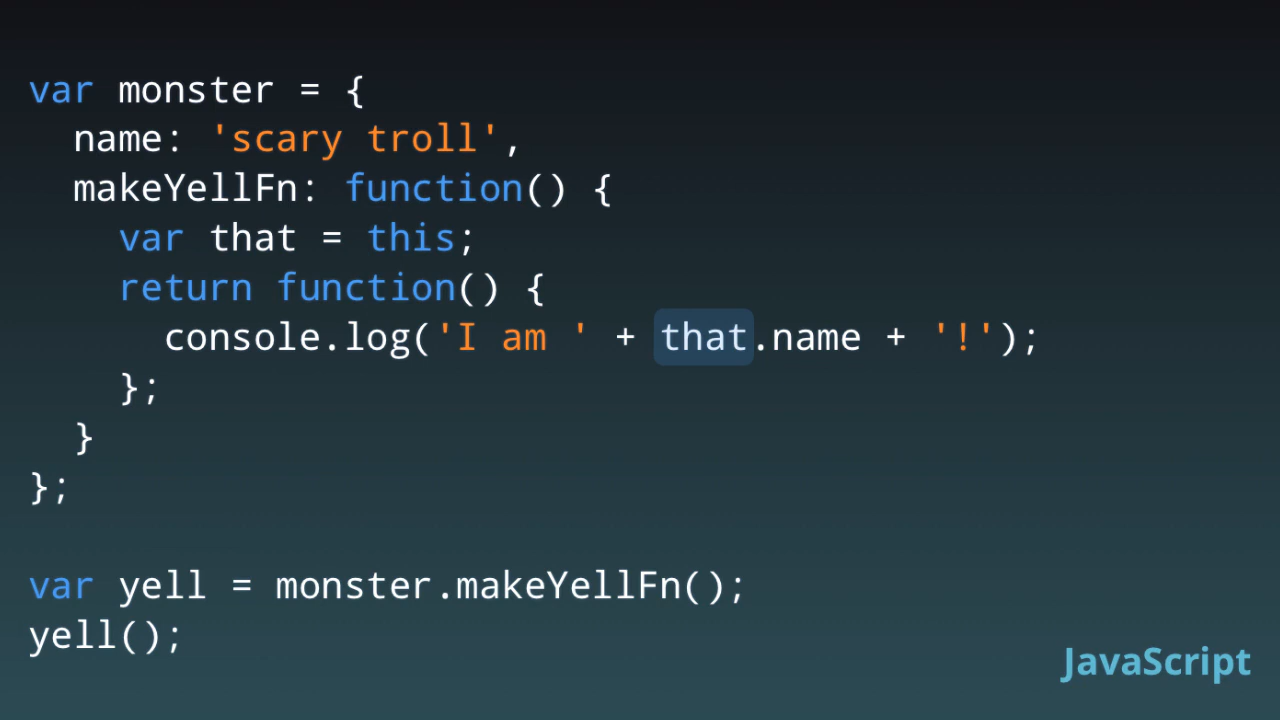 var monster = {
  name: 'scary troll',
  makeYellFn: function() {
    var that = this;
    return function() {
      console.log('I am ' + that.name + '!');
    };
  }
};

var yell = monster.makeYellFn();
yell();
JavaScript